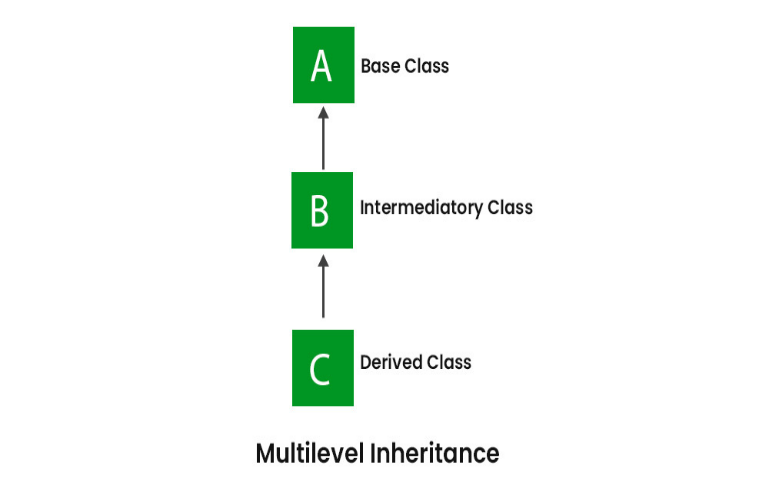 A
Base Class
B
Intermediatory Class
C
Derived Class
Multilevel Inheritance